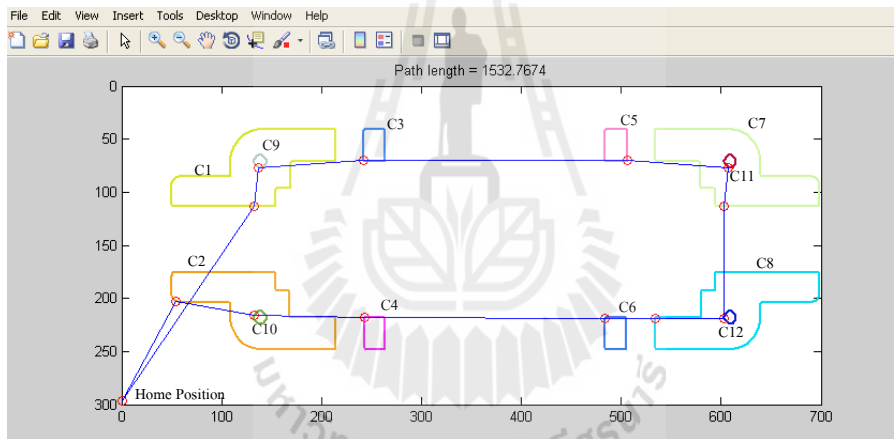 File Edit View Insert Tools Desktop Window Help
Path length = 1532.7674
0
50
100
150
200
250
300
0 100 200 300 400 500 600 700
C3
C5
C7
C9
C1
C11
C2
C8
C4
C6
C10
C12
Home Position